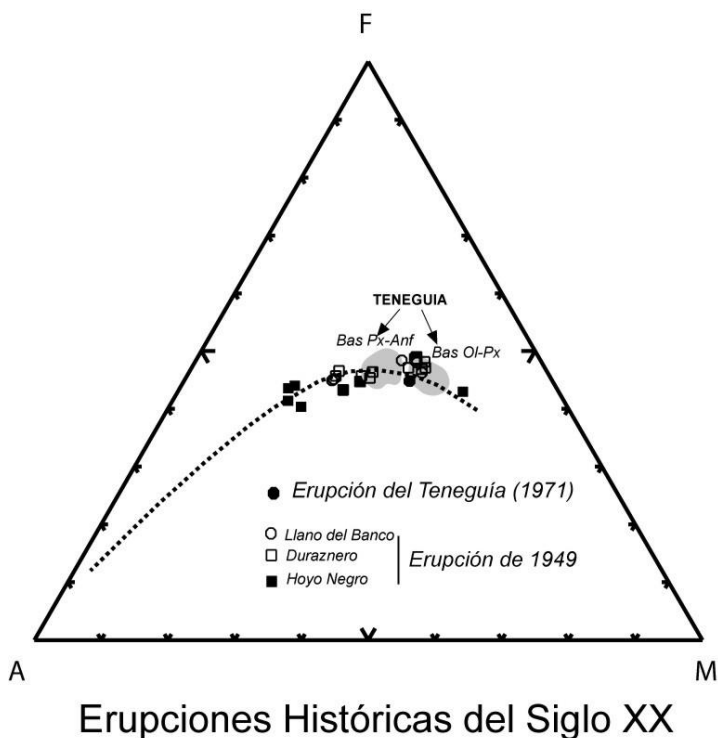 F
TENEGUIA
Bas Px-Anf
Bas Ol-Px
Erupción del Teneguía (1971)
Llano del Banco
Duraznero
Erupción de 1949
Hoyo Negro
A
M
Erupciones Históricas del Siglo XX